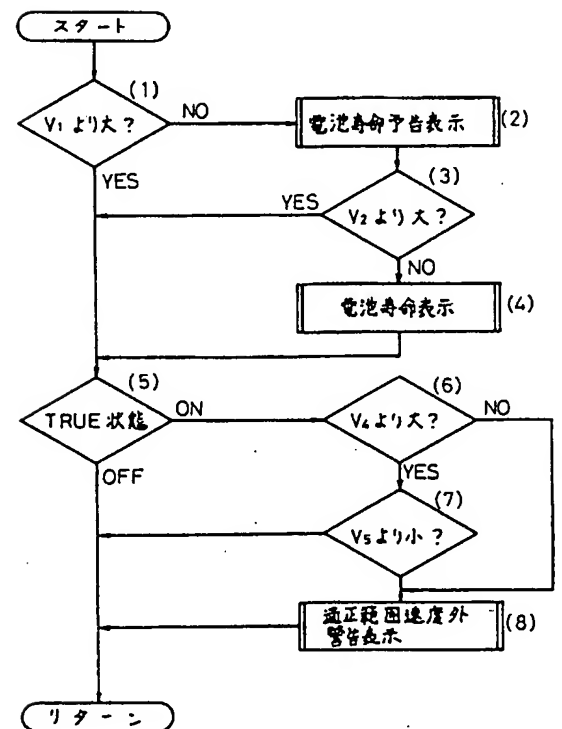 スタート
(1)
V₁より大?
NO
YES
電池寿命予告表示
(2)
(3)
YES
V₂より大?
NO
電池寿命表示
(4)
(5)
TRUE状態
ON
OFF
(6)
V₄より大?
NO
YES
(7)
V₅より小?
適正範囲速度外
警告表示
(8)
リターン